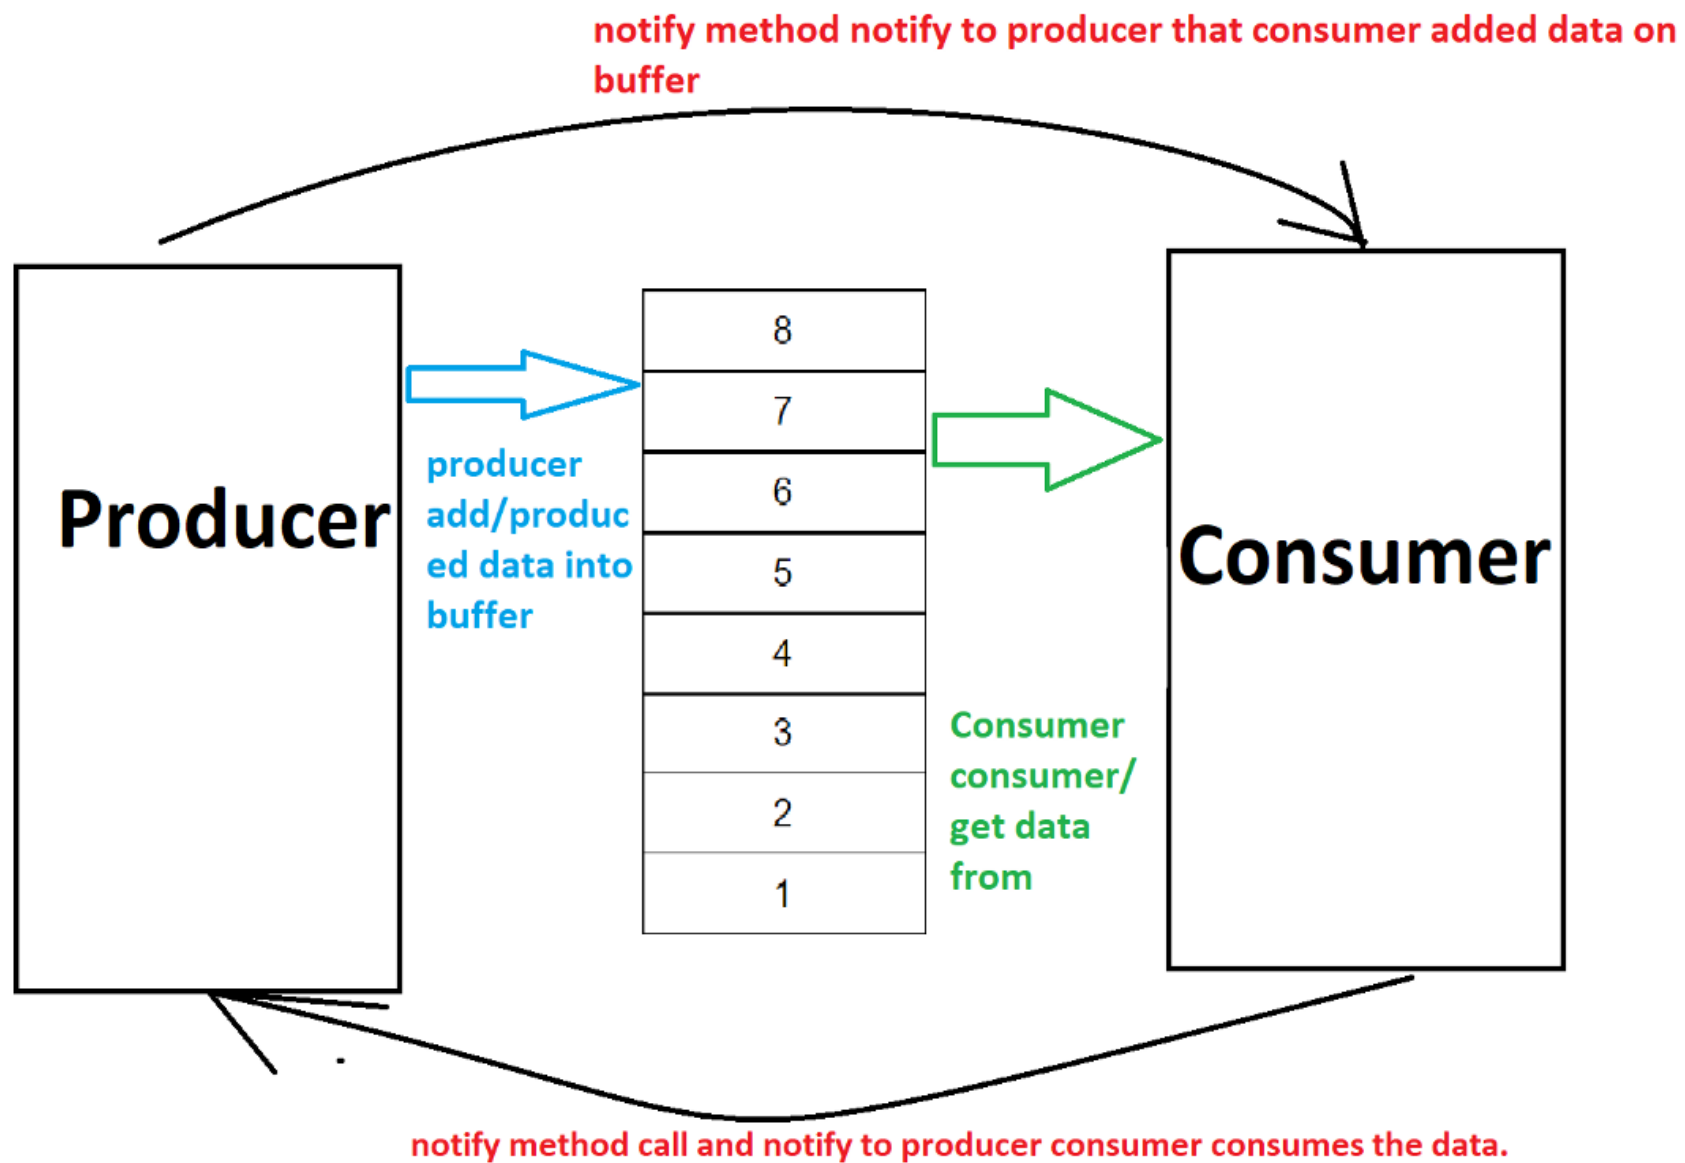 notify method notify to producer that consumer added data on
buffer
Producer
producer
add/produc
ed data into
buffer
8
7
6
5
4
3
2
1
Consumer
consumer/
get data
from
Consumer
notify method call and notify to producer consumer consumes the data.